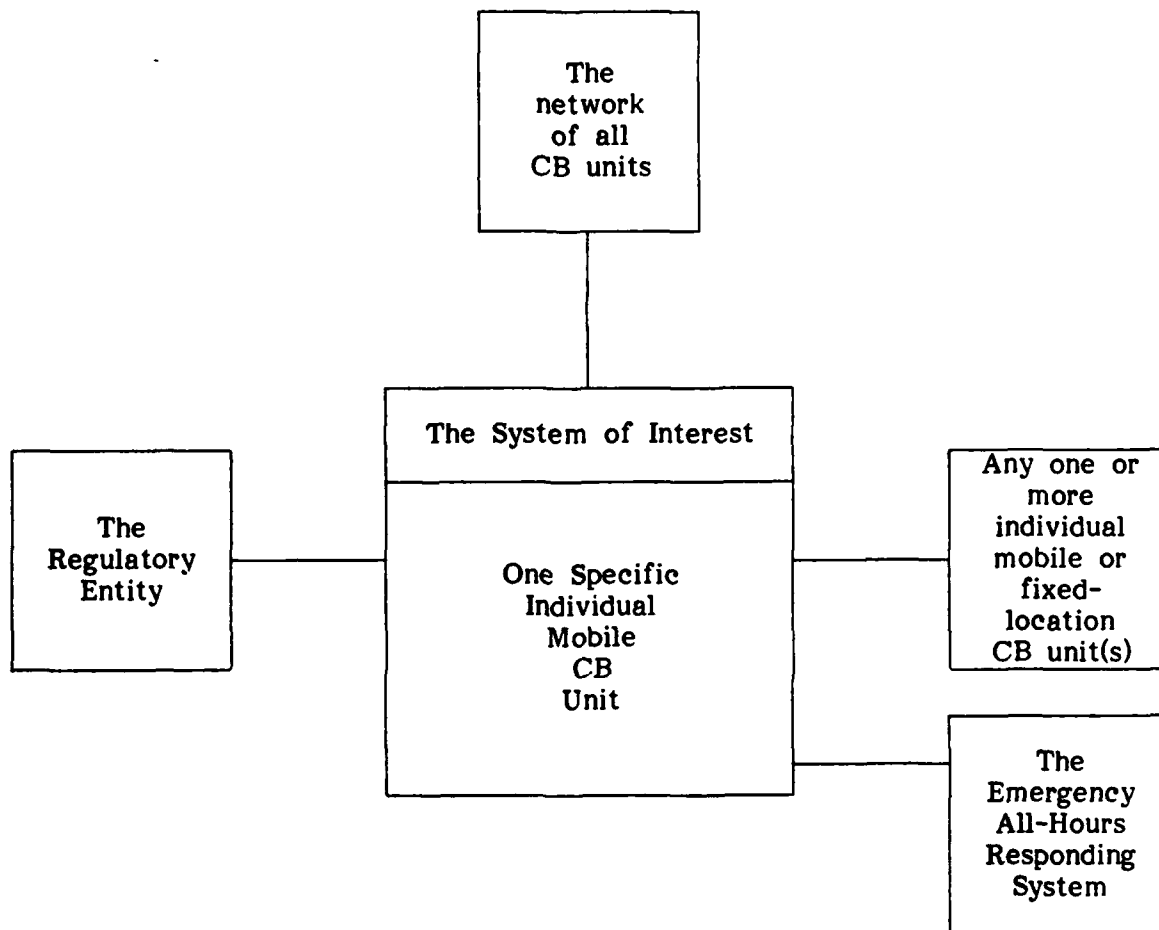 The
network
of all
CB units
The System of Interest
The
Regulatory
Entity
One Specific
Individual
Mobile
CB
Unit
Any one or
more
individual
mobile or
fixed-
location
CB unit(s)
The
Emergency
All-Hours
Responding
System